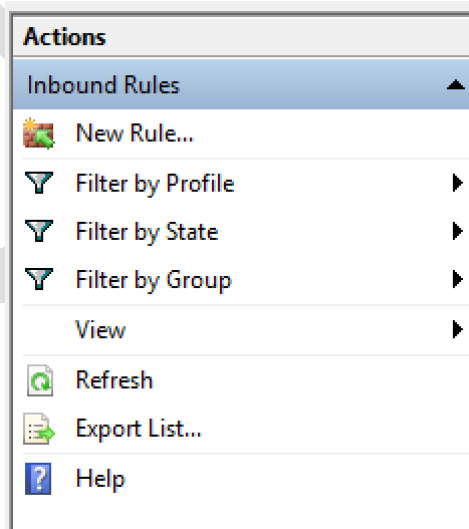 Actions
Inbound Rules
New Rule...
Filter by Profile
Filter by State
Filter by Group
View
Refresh
Export List...
Help